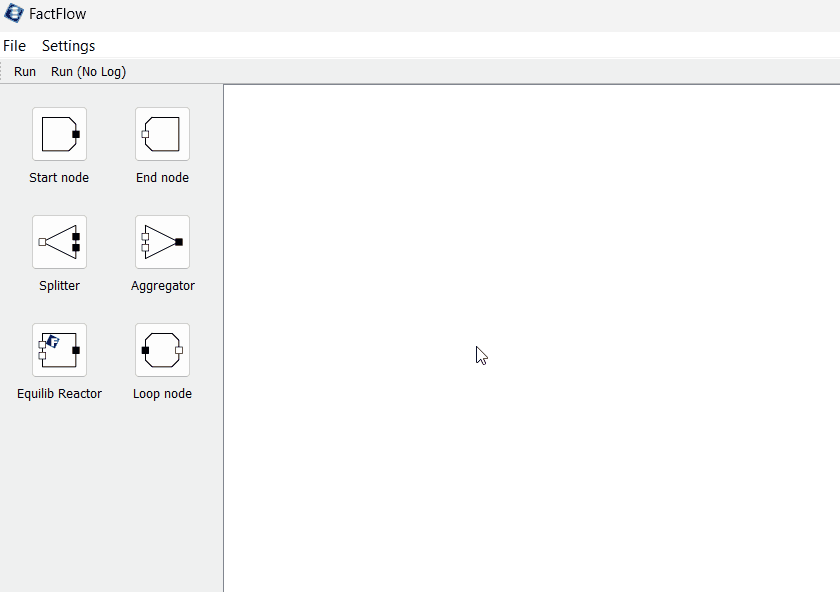 FactFlow
File Settings
Run Run (No Log)
Start node End node
Splitter Aggregator
Equilib Reactor Loop node